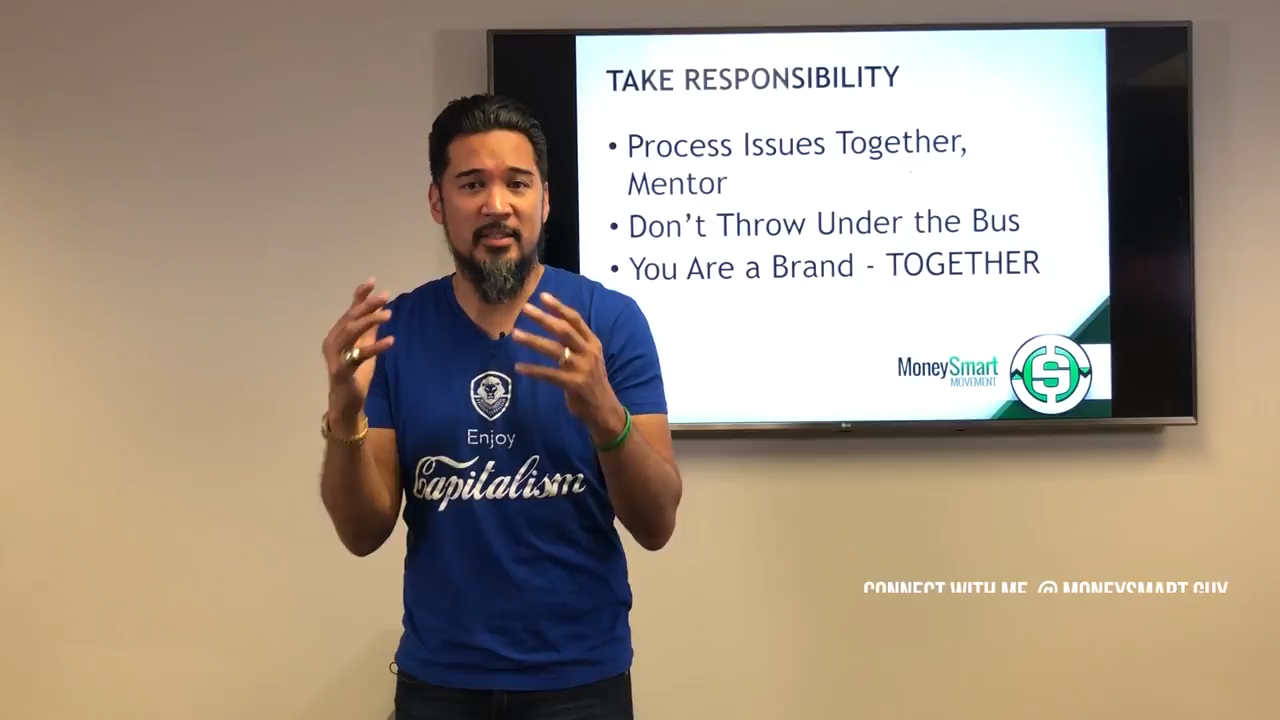 TAKE RESPONSIBILITY
• Process Issues Together,
Mentor
• Don't Throw Under the Bus
• You Are a Brand - TOGETHER
MoneySmart
MOVEMENT
Enjoy
Capitalism
CONNECT WITH ME @ MONEYSMART GUY
LG